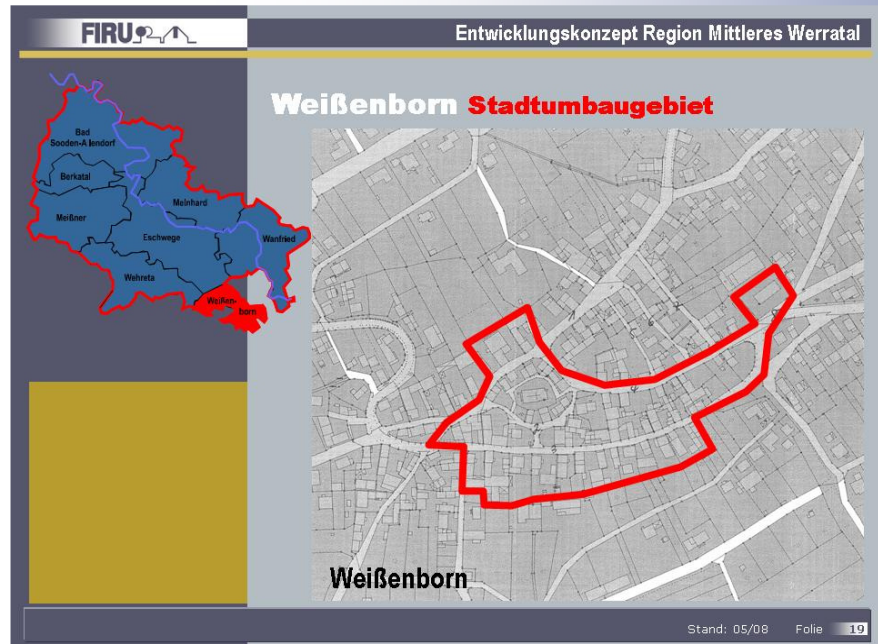 FIRU
Entwicklungskonzept Region Mittleres Werratal
Weißenborn Stadtumbaugebiet
Bad
Sooden-Allendorf
Berkatal
Meinhard
Meißner
Eschwege
Wanfried
Wehreta
Weißen-
born
Weißenborn
Stand: 05/08 Folie 19